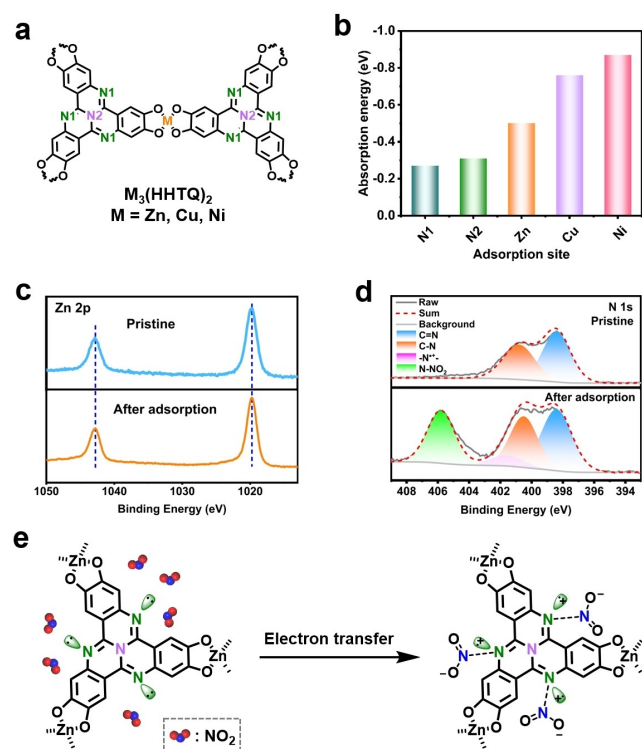 a
O O O O
N1 N1 N1 N1
N1 N2 O O M O O N2
N1 N1
O O O O
M₃(HHTQ)₂
M = Zn, Cu, Ni
b
Absorption energy (eV)
-1.0
-0.8
-0.6
-0.4
-0.2
0.0
N1 N2 Zn Cu Ni
Adsorption site
c
Zn 2p
Pristine
After adsorption
1050 1040 1030 1020
Binding Energy (eV)
d
Raw
Sum
Background
C=N
C-N
-N⁺-
N-NO₂
N 1s
Pristine
After adsorption
408 406 404 402 400 398 396 394
Binding Energy (eV)
e
Zn
O O
N
N N
N
O O
Zn
O O
Zn
: NO₂
Electron transfer
Zn
O O
N + N O⁻ O
O N O⁻ + N N
N +
O O
Zn
O O
Zn
O N O⁻